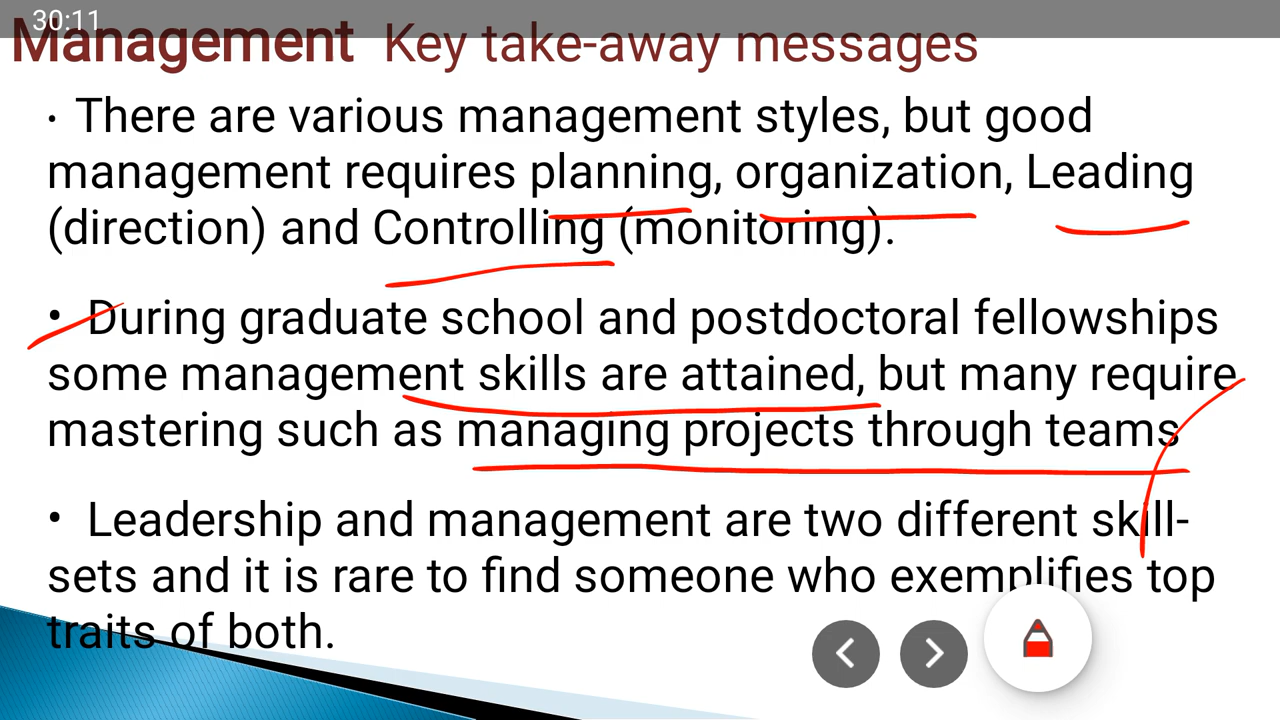 30:11
Management Key take-away messages
• There are various management styles, but good
management requires planning, organization, Leading
(direction) and Controlling (monitoring).
• During graduate school and postdoctoral fellowships
some management skills are attained, but many require
mastering such as managing projects through teams
• Leadership and management are two different skill-
sets and it is rare to find someone who exemplifies top
traits of both.